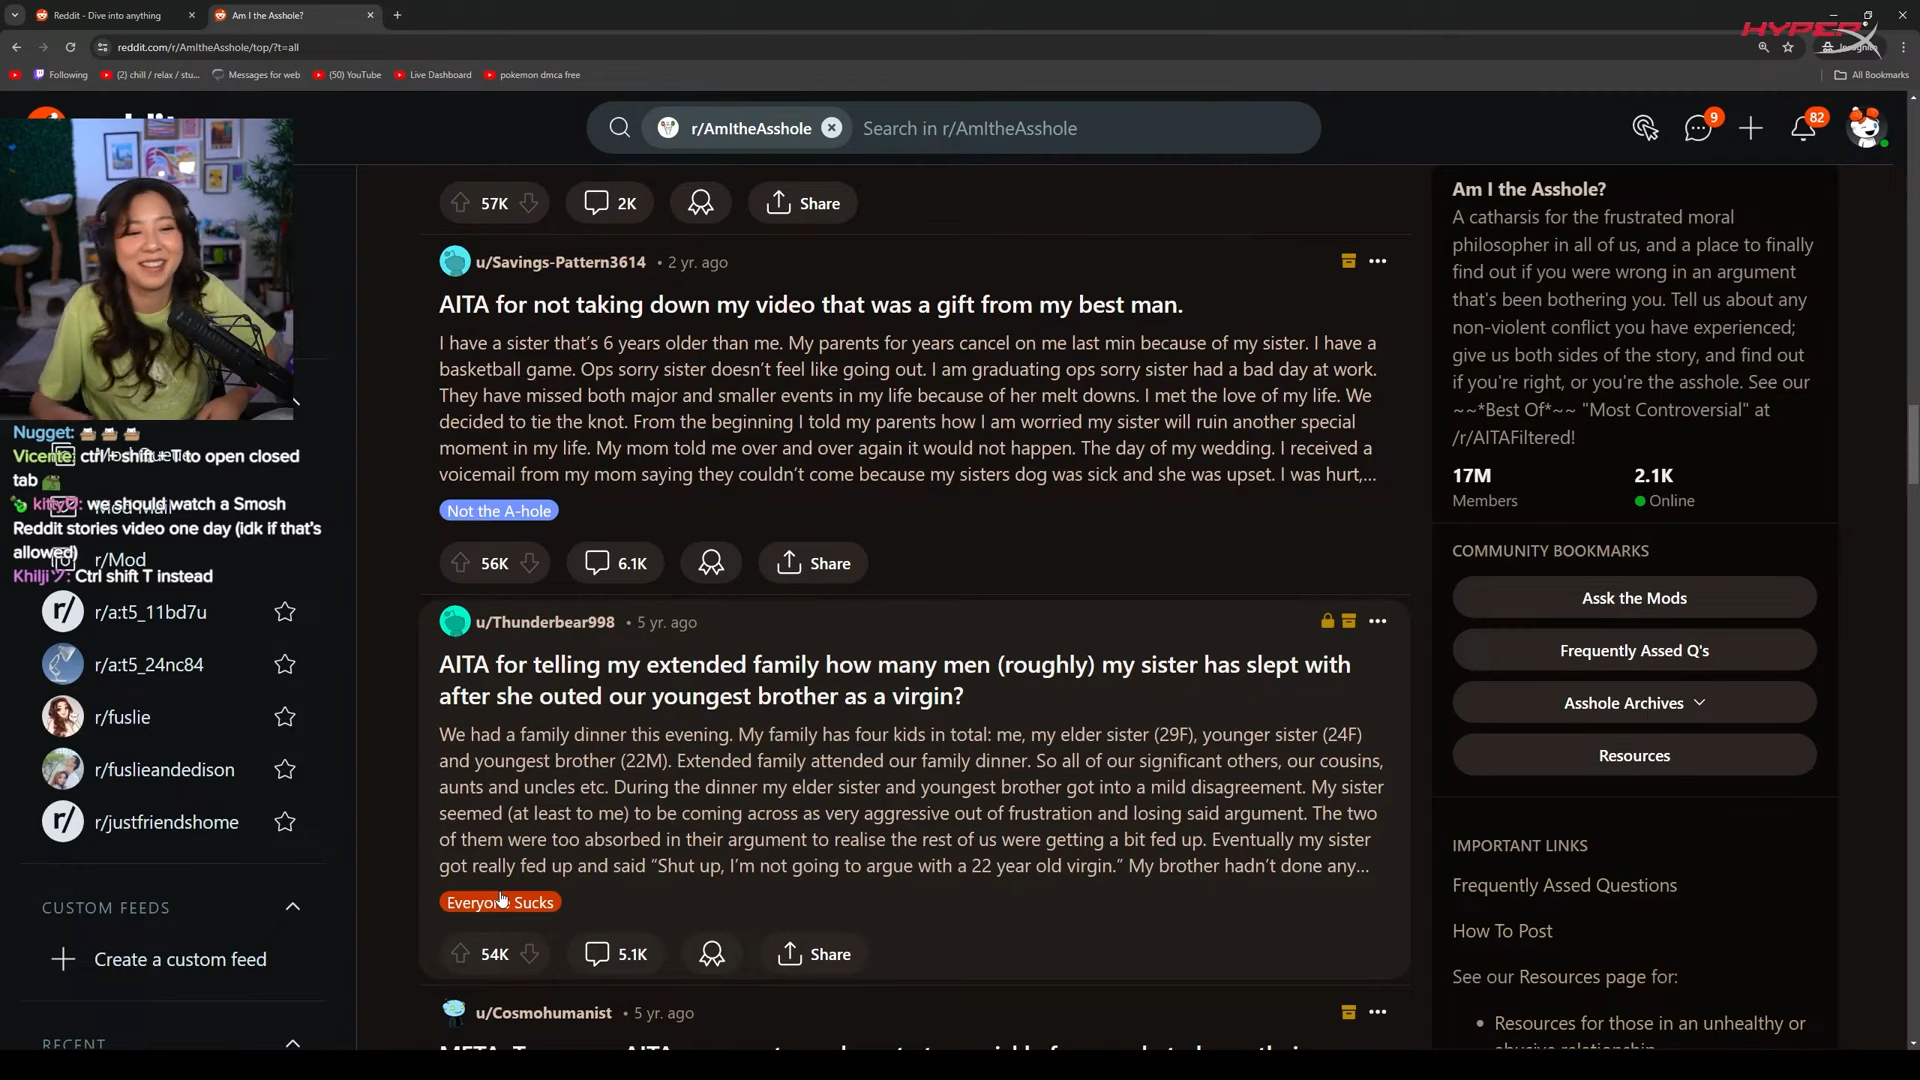 Reddit - Dive into anything
Am I the Asshole?
reddit.com/r/AmItheAsshole/top/?t=all
HYPERX
Following
(2) chill / relax / stu...
Messages for web
(50) YouTube
Live Dashboard
pokemon dmca free
All Bookmarks
r/AmItheAsshole
Search in r/AmItheAsshole
9
82
57K
2K
Share
u/Savings-Pattern3614 • 2 yr. ago
AITA for not taking down my video that was a gift from my best man.
I have a sister that’s 6 years older than me. My parents for years cancel on me last min because of my sister. I have a
basketball game. Ops sorry sister doesn’t feel like going out. I am graduating ops sorry sister had a bad day at work.
They have missed both major and smaller events in my life because of her melt downs. I met the love of my life. We
decided to tie the knot. From the beginning I told my parents how I am worried my sister will ruin another special
moment in my life. My mom told me over and over again it would not happen. The day of my wedding. I received a
voicemail from my mom saying they couldn’t come because my sisters dog was sick and she was upset. I was hurt,...
Not the A-hole
56K
6.1K
Share
u/Thunderbear998 • 5 yr. ago
AITA for telling my extended family how many men (roughly) my sister has slept with
after she outed our youngest brother as a virgin?
We had a family dinner this evening. My family has four kids in total: me, my elder sister (29F), younger sister (24F)
and youngest brother (22M). Extended family attended our family dinner. So all of our significant others, our cousins,
aunts and uncles etc. During the dinner my elder sister and youngest brother got into a mild disagreement. My sister
seemed (at least to me) to be coming across as very aggressive out of frustration and losing said argument. The two
of them were too absorbed in their argument to realise the rest of us were getting a bit fed up. Eventually my sister
got really fed up and said “Shut up, I’m not going to argue with a 22 year old virgin.” My brother hadn’t done any...
Everyone Sucks
54K
5.1K
Share
u/Cosmohumanist • 5 yr. ago
Nugget:
Vicente: ctrl + shift + T to open closed
tab
kitty: we should watch a Smosh
Reddit stories video one day (idk if that’s
allowed)
Khiljiツ: Ctrl shift T instead
Mod Mail
r/Mod
r/a:t5_11bd7u
r/a:t5_24nc84
r/fuslie
r/fuslieandedison
r/justfriendshome
CUSTOM FEEDS
Create a custom feed
RECENT
Am I the Asshole?
A catharsis for the frustrated moral
philosopher in all of us, and a place to finally
find out if you were wrong in an argument
that's been bothering you. Tell us about any
non-violent conflict you have experienced;
give us both sides of the story, and find out
if you're right, or you're the asshole. See our
~~*Best Of*~~ "Most Controversial" at
/r/AITAFiltered!
17M
Members
2.1K
Online
COMMUNITY BOOKMARKS
Assk the Mods
Frequently Assed Q's
Asshole Archives
Resources
IMPORTANT LINKS
Frequently Assed Questions
How To Post
See our Resources page for:
• Resources for those in an unhealthy or
abusive relationship